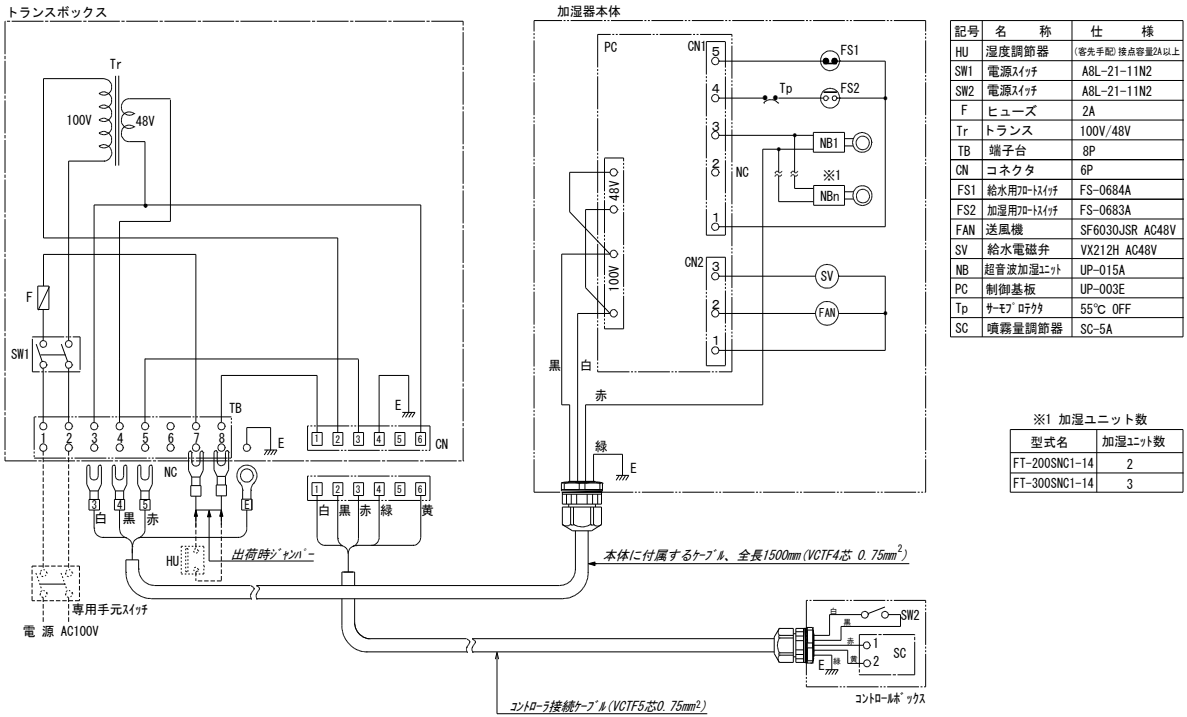 トランスボックス
Tr
100V
48V
F
SW1
TB
1 2 3 4 5 6 7 8
NC
E
E
1 2 3 4 5 6
CN
3 4 5
E
白 黒 赤
1 2 3 4 5 6
白 黒 赤 緑 黄
HU
出荷時ジャンパー
専用手元スイッチ
電 源 AC100V
加湿器本体
PC
CN1
5
4
3
2
1
NC
FS1
Tp
FS2
NB1
※1
NBn
48V
100V
CN2
3
2
1
SV
FAN
黒
白
赤
緑
E
本体に付属するケーブル、全長1500mm(VCTF4芯 0.75mm²)
コントローラ接続ケーブル(VCTF5芯0.75mm²)
白
黒
赤
黄
緑
E
SW2
1
2
SC
コントロールボックス
記号 名 称 仕 様
HU 湿度調節器 (客先手配)接点容量2A以上
SW1 電源スイッチ A8L-21-11N2
SW2 電源スイッチ A8L-21-11N2
F ヒューズ 2A
Tr トランス 100V/48V
TB 端子台 8P
CN コネクタ 6P
FS1 給水用フロートスイッチ FS-0684A
FS2 加湿用フロートスイッチ FS-0683A
FAN 送風機 SF6030JSR AC48V
SV 給水電磁弁 VX212H AC48V
NB 超音波加湿ユニット UP-015A
PC 制御基板 UP-003E
Tp サーモプロテクタ 55℃ OFF
SC 噴霧量調節器 SC-5A
※1 加湿ユニット数
型式名 加湿ユニット数
FT-200SNC1-14 2
FT-300SNC1-14 3